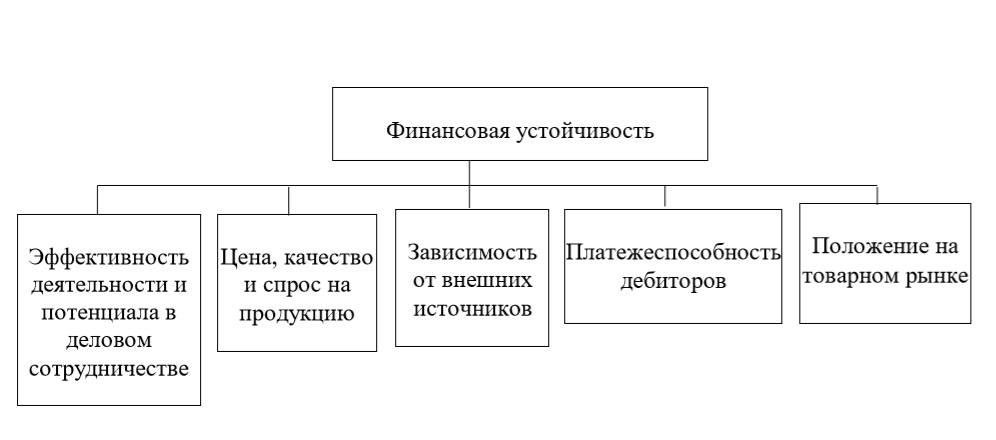 Финансовая устойчивость
Эффективность
деятельности и
потенциала в
деловом
сотрудничестве
Цена, качество
и спрос на
продукцию
Зависимость
от внешних
источников
Платежеспособность
дебиторов
Положение на
товарном рынке